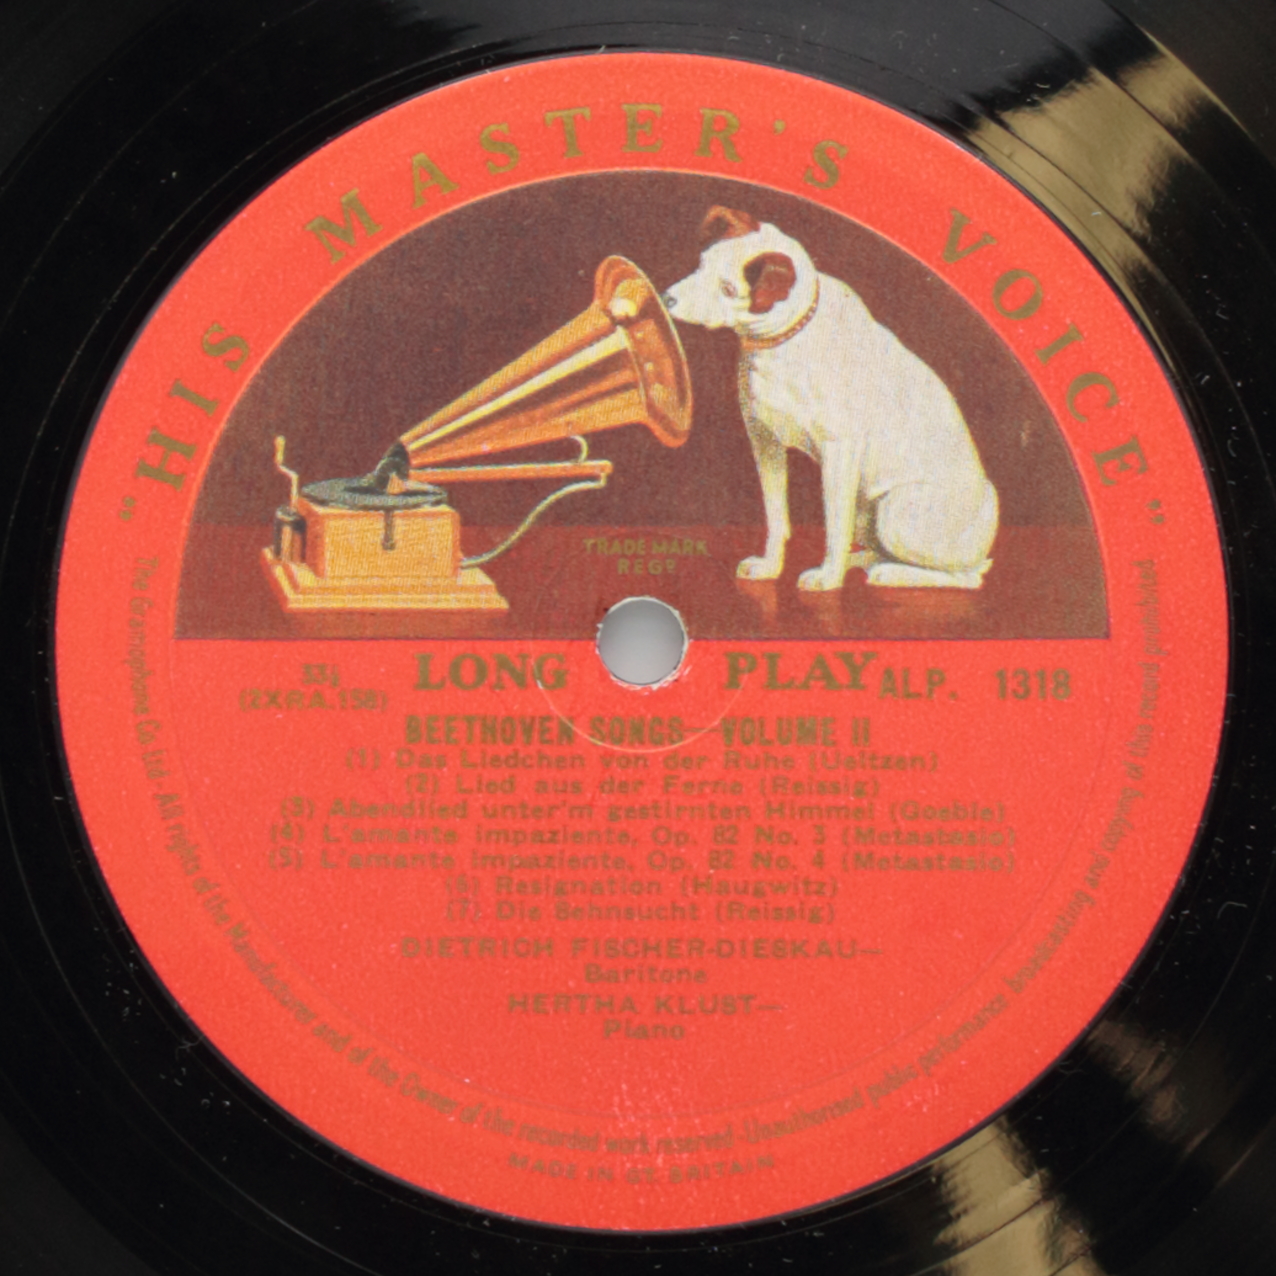 "HIS MASTER'S VOICE"
TRADE MARK
REGD
33⅓
(2XRA.158)
LONG PLAY
ALP. 1318
BEETHOVEN SONGS—VOLUME II
(1) Das Liedchen von der Ruhe (Ueltzen)
(2) Lied aus der Ferne (Reissig)
(3) Abendlied unter'm gestirnten Himmel (Goeble)
(4) L'amante impaziente, Op. 82 No. 3 (Metastasio)
(5) L'amante impaziente, Op. 82 No. 4 (Metastasio)
(6) Resignation (Haugwitz)
(7) Die Sehnsucht (Reissig)
DIETRICH FISCHER-DIESKAU—
Baritone
HERTHA KLUST—
Piano
The Gramophone Co. Ltd · All rights of the Manufacturer and of the Owner of the recorded work reserved · Unauthorised public performance broadcasting and copying of this record prohibited
MADE IN GT. BRITAIN